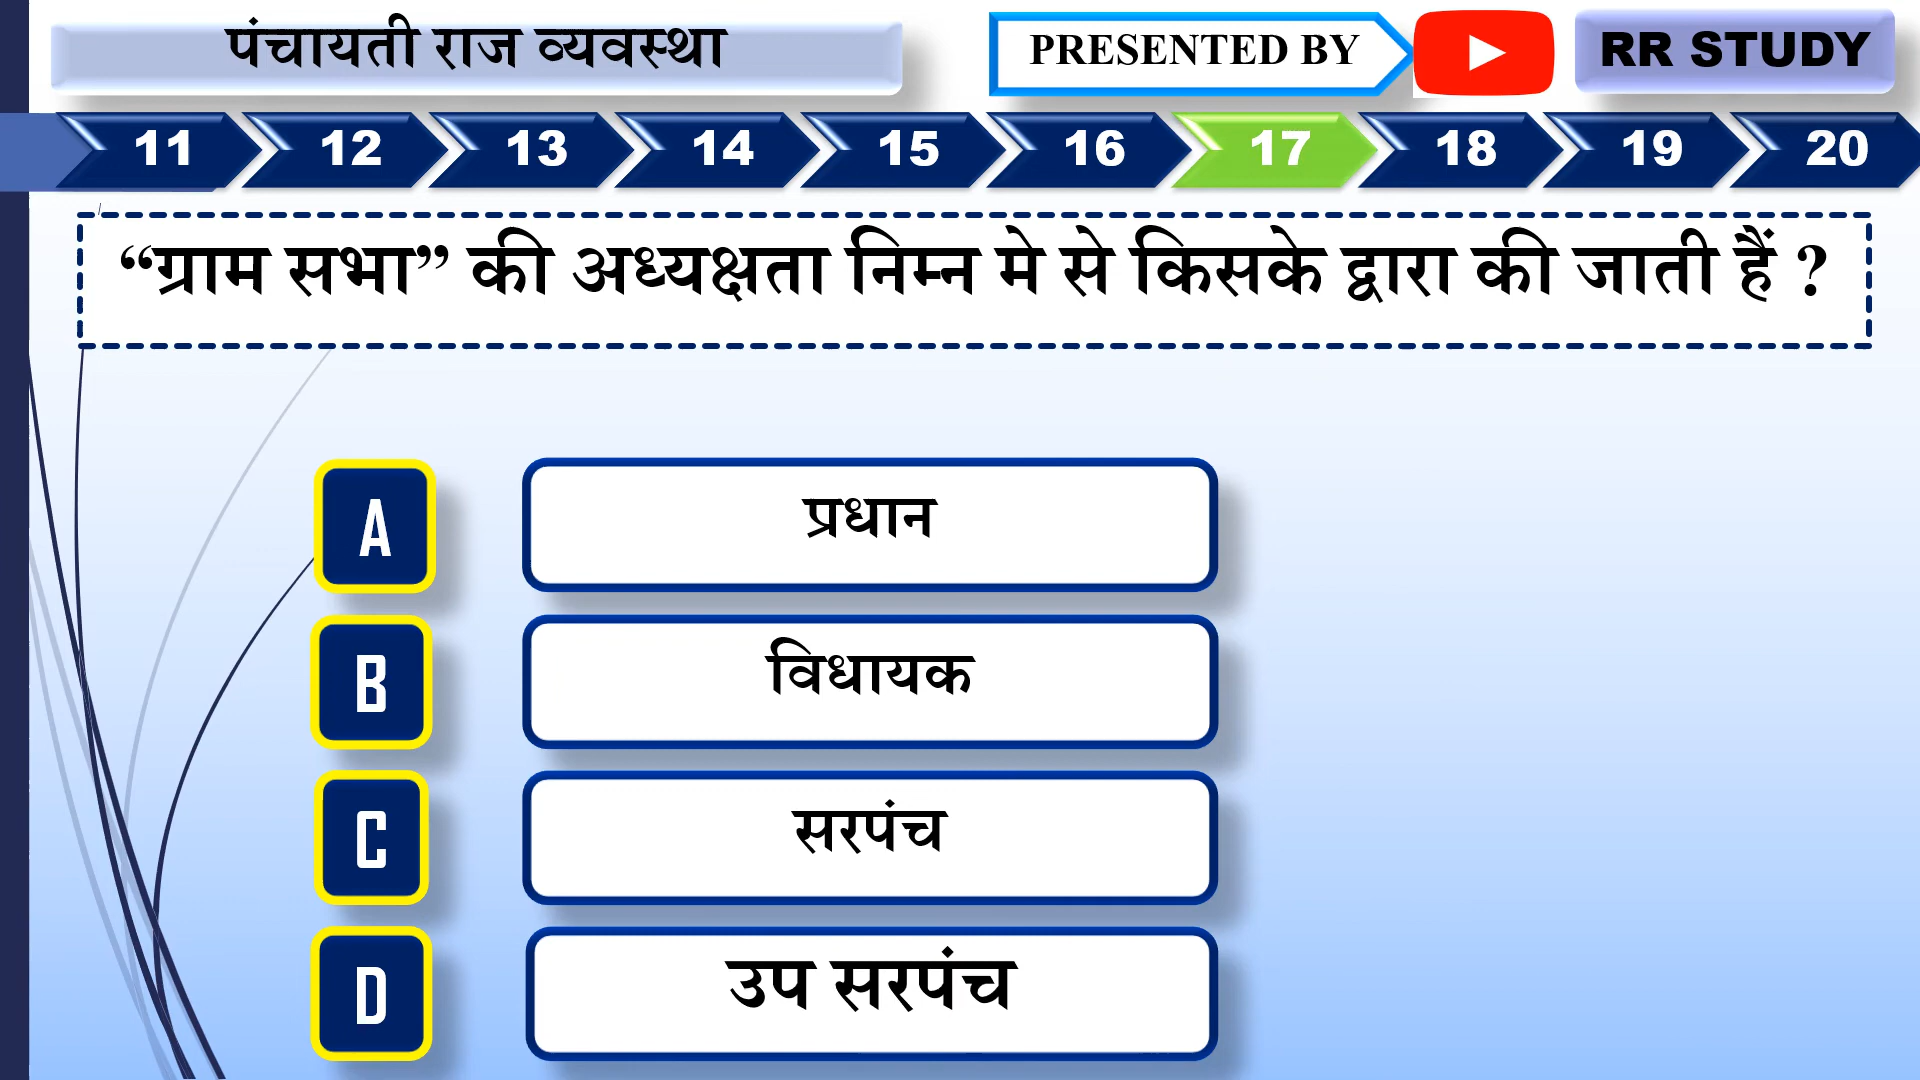 पंचायती राज व्यवस्था
PRESENTED BY
RR STUDY
11 12 13 14 15 16 17 18 19 20
“ग्राम सभा” की अध्यक्षता निम्न मे से किसके द्वारा की जाती हैं ?
A प्रधान
B विधायक
C सरपंच
D उप सरपंच